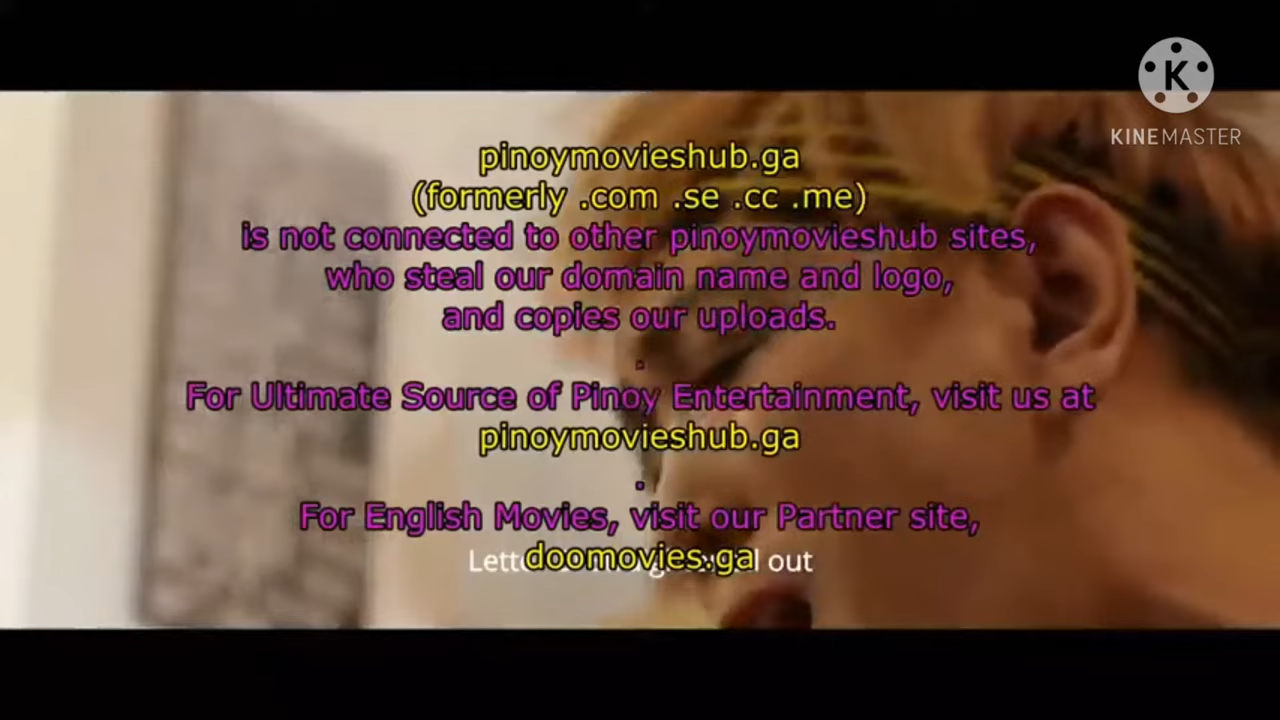 KINEMASTER
pinoymovieshub.ga
(formerly .com .se .cc .me)
is not connected to other pinoymovieshub sites,
who steal our domain name and logo,
and copies our uploads.
.
For Ultimate Source of Pinoy Entertainment, visit us at
pinoymovieshub.ga
.
For English Movies, visit our Partner site,
doomovies.ga
out